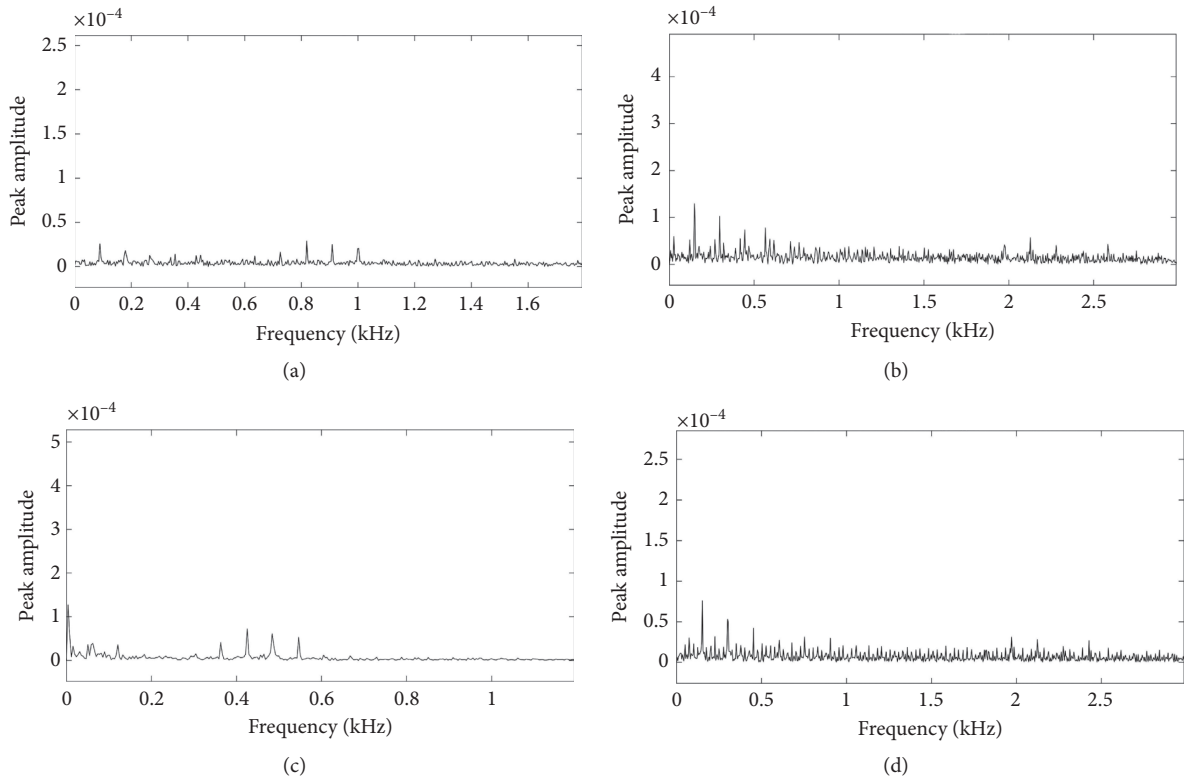 ×10⁻⁴
2.5
2
1.5
1
0.5
0
Peak amplitude
0 0.2 0.4 0.6 0.8 1 1.2 1.4 1.6
Frequency (kHz)
(a)
×10⁻⁴
4
3
2
1
0
Peak amplitude
0 0.5 1 1.5 2 2.5
Frequency (kHz)
(b)
×10⁻⁴
5
4
3
2
1
0
Peak amplitude
0 0.2 0.4 0.6 0.8 1
Frequency (kHz)
(c)
×10⁻⁴
2.5
2
1.5
1
0.5
0
Peak amplitude
0 0.5 1 1.5 2 2.5
Frequency (kHz)
(d)